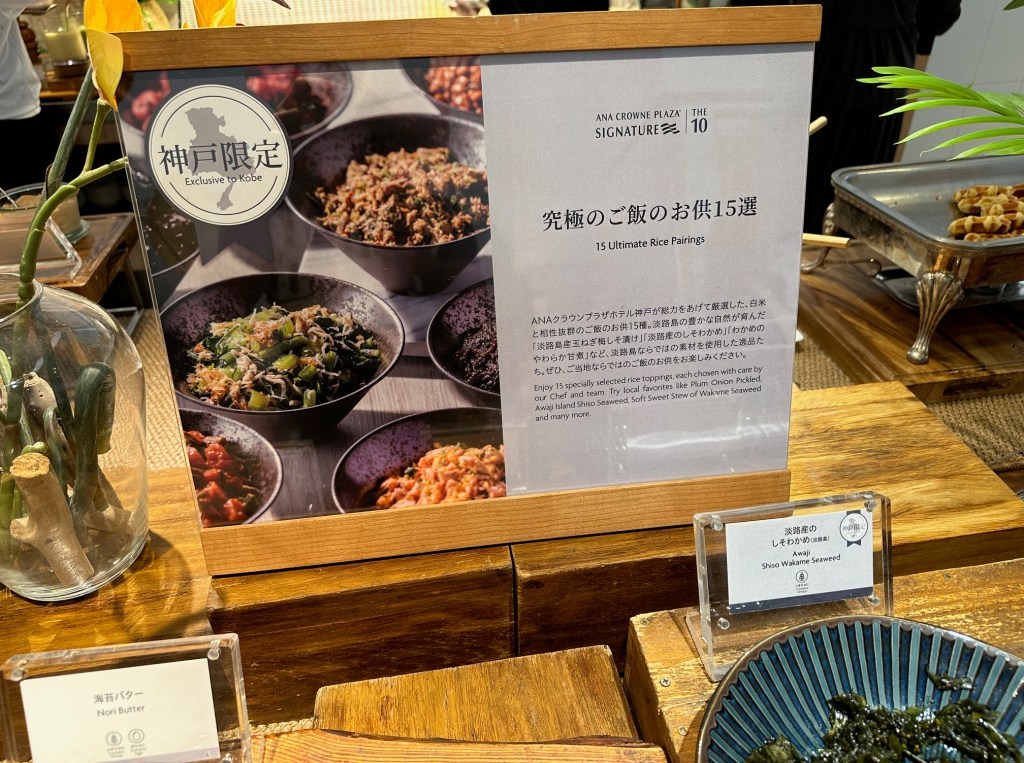 神戸限定
Exclusive to Kobe
ANA CROWNE PLAZA
SIGNATURE
THE
10
究極のご飯のお供15選
15 Ultimate Rice Pairings
ANAクラウンプラザホテル神戸が総力をあげて厳選した、白米
と相性抜群のご飯のお供15種。淡路島の豊かな自然が育んだ
「淡路島産玉ねぎ梅しそ漬け」「淡路産のしそわかめ」「わかめの
やわらか甘煮」など、淡路島ならではの素材を使用した逸品た
ち。ぜひ、ご当地ならではのご飯のお供をお楽しみください。
Enjoy 15 specially selected rice toppings, each chosen with care by
our Chef and team. Try local favorites like Plum Onion Pickled,
Awaji Island Shiso Seaweed, Soft Sweet Stew of Wakame Seaweed
and many more.
淡路産の
しそわかめ(淡路島)
Awaji
Shiso Wakame Seaweed
神戸限定
海苔バター
Nori Butter